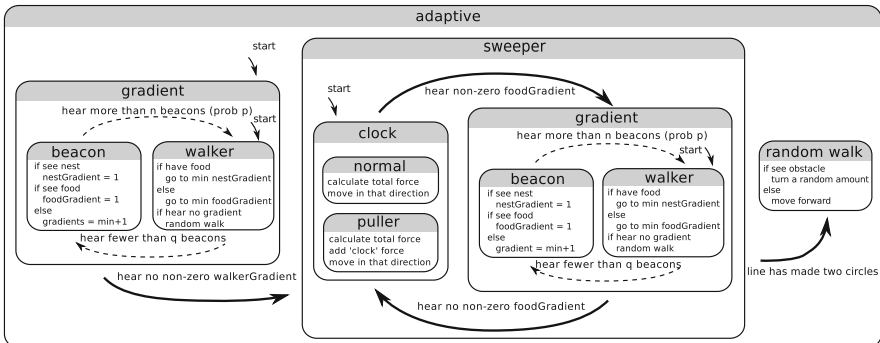 adaptive
start
gradient
hear more than n beacons (prob p)
start
beacon
if see nest
nestGradient = 1
if see food
foodGradient = 1
else
gradients = min+1
walker
if have food
go to min nestGradient
else
go to min foodGradient
if hear no gradient
random walk
hear fewer than q beacons
hear no non-zero walkerGradient
sweeper
start
hear non-zero foodGradient
clock
normal
calculate total force
move in that direction
puller
calculate total force
add 'clock' force
move in that direction
gradient
hear more than n beacons (prob p)
start
beacon
if see nest
nestGradient = 1
if see food
foodGradient = 1
else
gradient = min+1
walker
if have food
go to min nestGradient
else
go to min foodGradient
if hear no gradient
random walk
hear fewer than q beacons
hear no non-zero foodGradient
random walk
if see obstacle
turn a random amount
else
move forward
line has made two circles